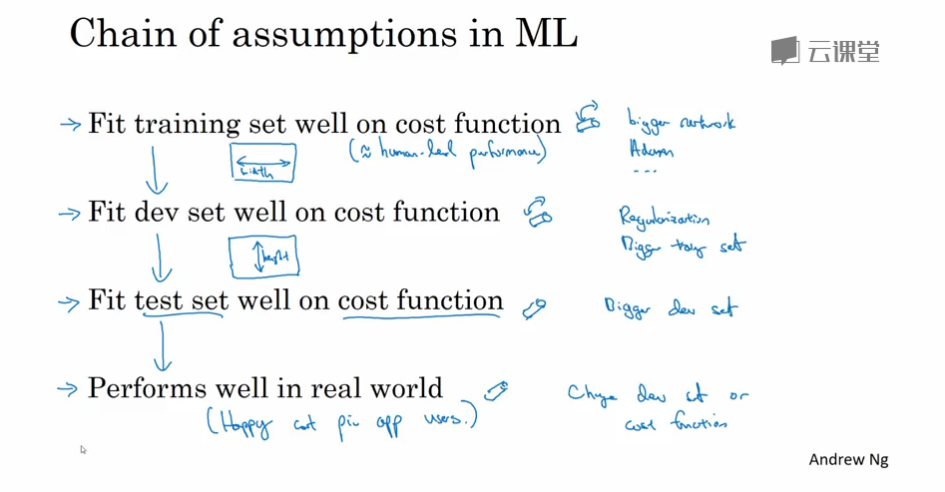 Chain of assumptions in ML
云课堂
→ Fit training set well on cost function
bigger network
(≈ human-level performance)
Adam
...
width
→ Fit dev set well on cost function
Regularization
Bigger trng set
height
→ Fit test set well on cost function
Bigger dev set
→ Performs well in real world
Change dev set or
cost function
(Happy cat pic app users.)
Andrew Ng